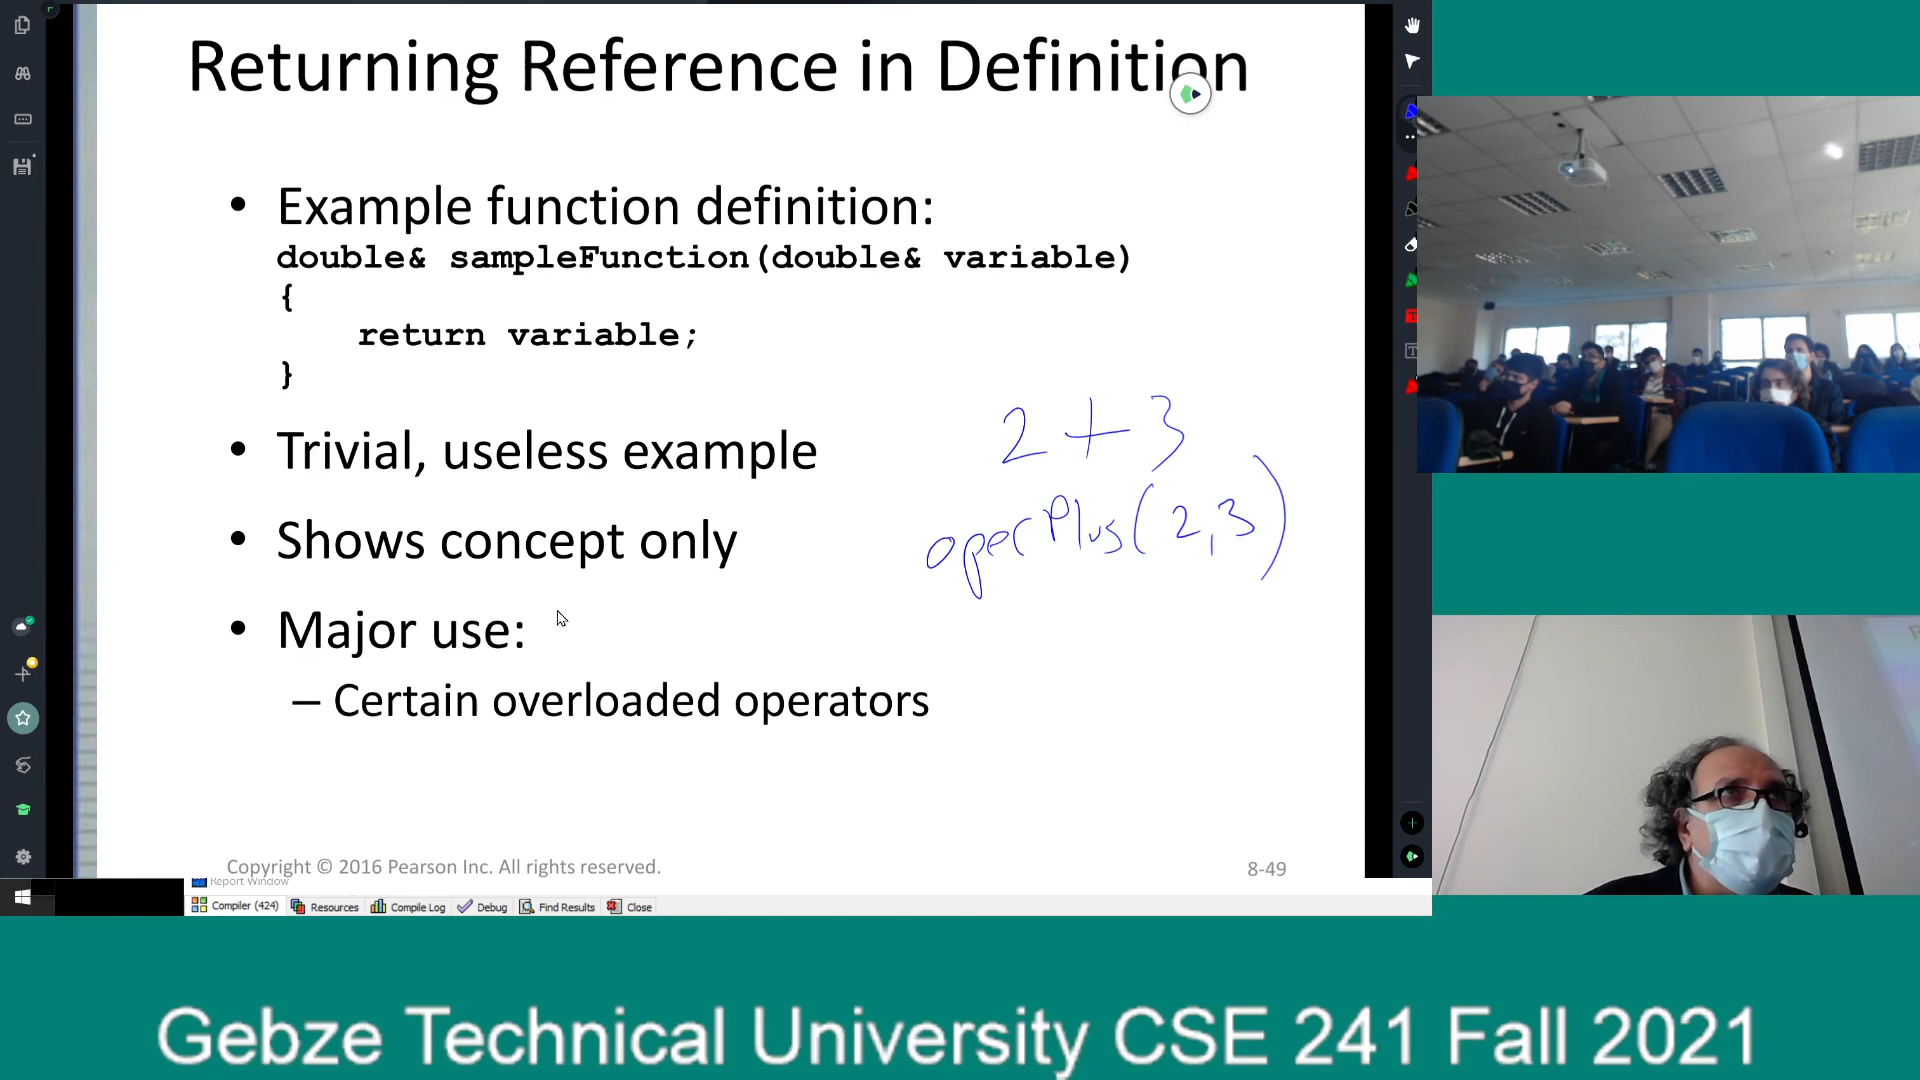 Returning Reference in Definition
• Example function definition:
double& sampleFunction(double& variable)
{
return variable;
}
• Trivial, useless example
• Shows concept only
• Major use:
– Certain overloaded operators
2 + 3
operPlus(2,3)
Copyright © 2016 Pearson Inc. All rights reserved.
8-49
Report Window
Compiler (424) Resources Compile Log Debug Find Results Close
Gebze Technical University CSE 241 Fall 2021